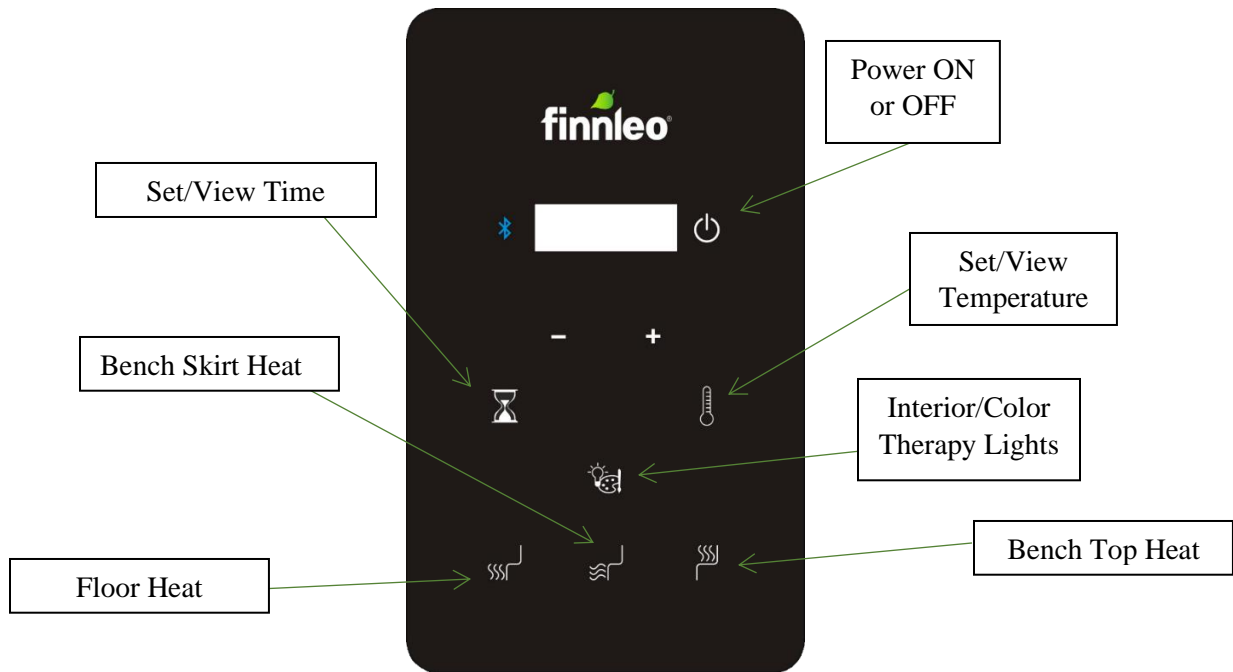 Power ON
or OFF
finnleo®
Set/View Time
Set/View
Temperature
− +
Bench Skirt Heat
Interior/Color
Therapy Lights
Bench Top Heat
Floor Heat